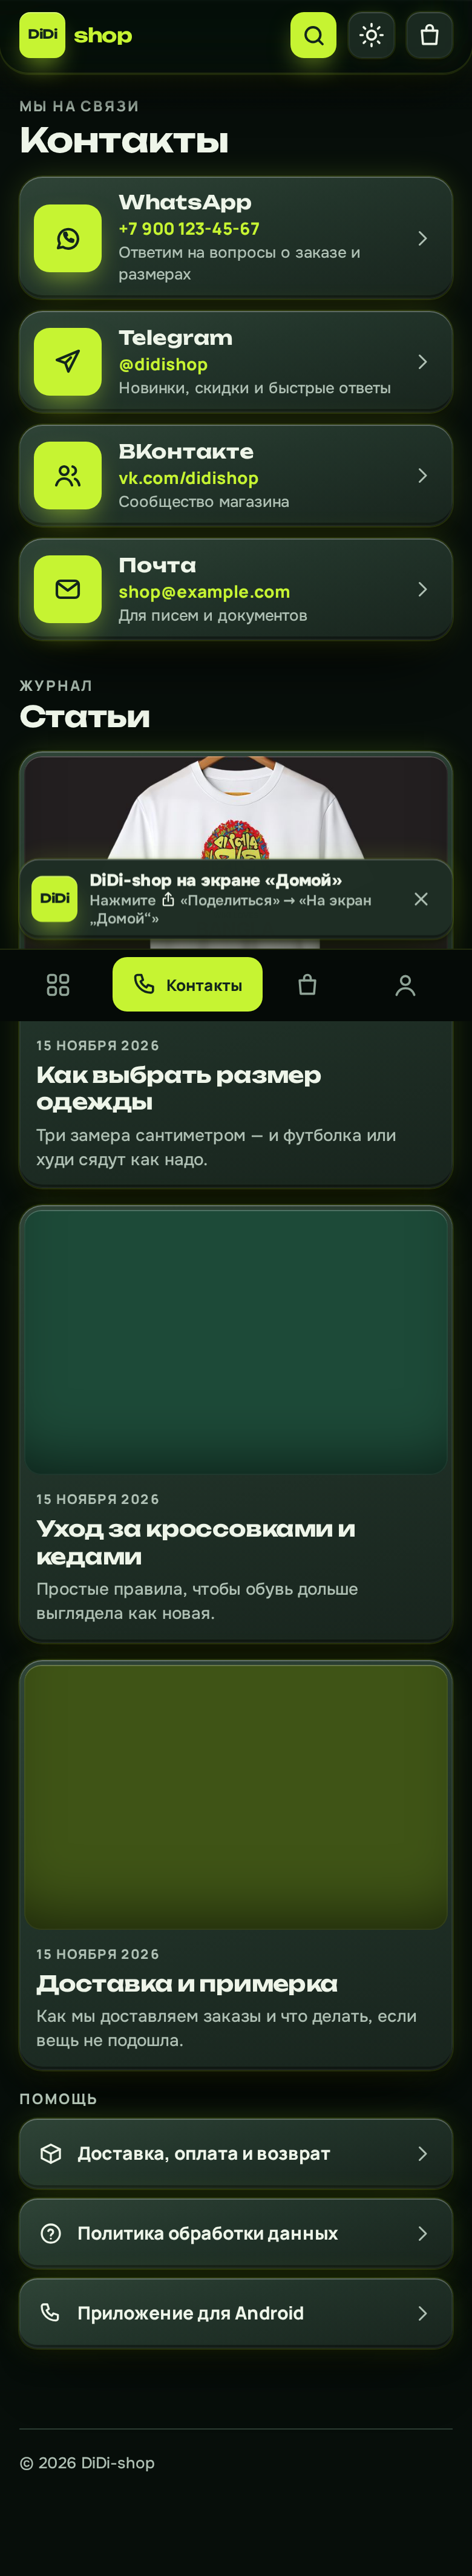 DiDi shop
МЫ НА СВЯЗИ
Контакты
WhatsApp
+7 900 123-45-67
Ответим на вопросы о заказе и
размерах
Telegram
@didishop
Новинки, скидки и быстрые ответы
ВКонтакте
vk.com/didishop
Сообщество магазина
Почта
shop@example.com
Для писем и документов
ЖУРНАЛ
Статьи
DiDi
DiDi-shop на экране «Домой»
Нажмите «Поделиться» → «На экран
„Домой“»
Контакты
15 НОЯБРЯ 2026
Как выбрать размер
одежды
Три замера сантиметром — и футболка или
худи сядут как надо.
15 НОЯБРЯ 2026
Уход за кроссовками и
кедами
Простые правила, чтобы обувь дольше
выглядела как новая.
15 НОЯБРЯ 2026
Доставка и примерка
Как мы доставляем заказы и что делать, если
вещь не подошла.
ПОМОЩЬ
Доставка, оплата и возврат
Политика обработки данных
Приложение для Android
© 2026 DiDi-shop